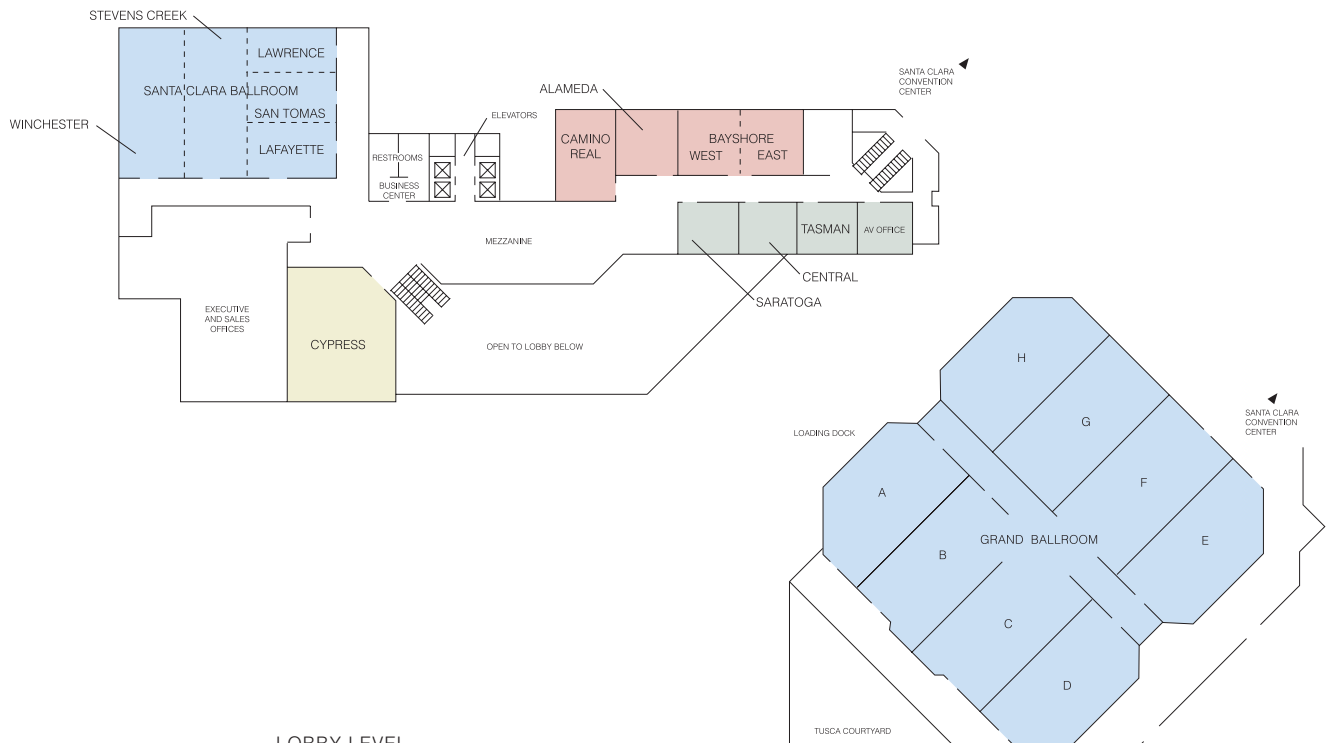 STEVENS CREEK
LAWRENCE
SANTA CLARA BALLROOM
SAN TOMAS
WINCHESTER
LAFAYETTE
RESTROOMS
BUSINESS
CENTER
ELEVATORS
ALAMEDA
CAMINO
REAL
BAYSHORE
WEST EAST
SANTA CLARA
CONVENTION
CENTER
MEZZANINE
TASMAN
AV OFFICE
CENTRAL
SARATOGA
EXECUTIVE
AND SALES
OFFICES
CYPRESS
OPEN TO LOBBY BELOW
H
G
SANTA CLARA
CONVENTION
CENTER
LOADING DOCK
A
F
GRAND BALLROOM
B
E
C
D
TUSCA COURTYARD
LOBBY LEVEL